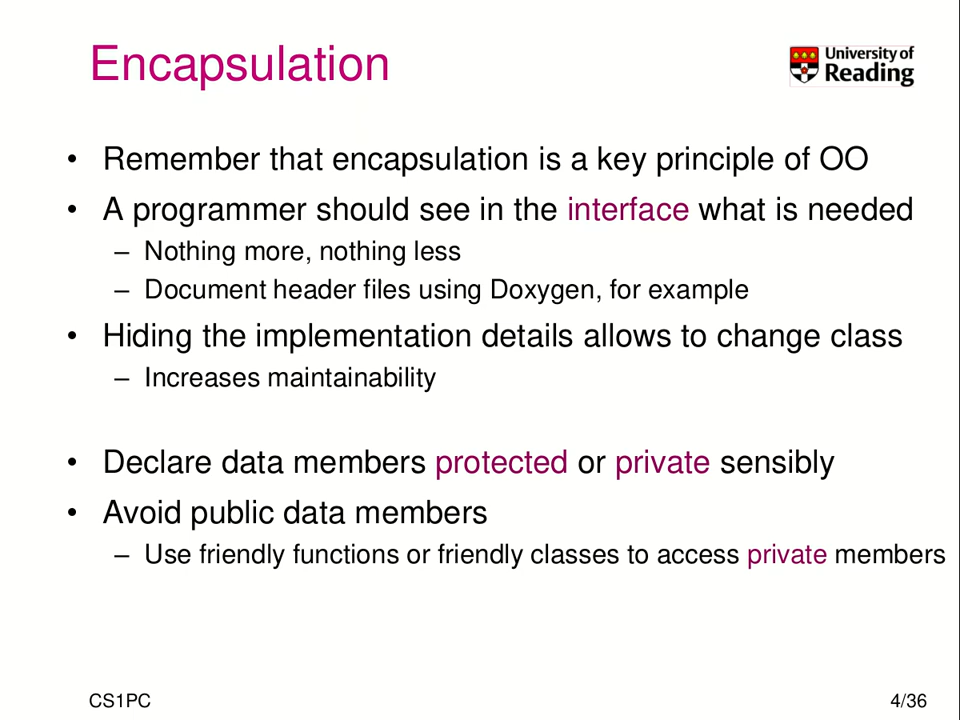 Encapsulation
University of
Reading
• Remember that encapsulation is a key principle of OO
• A programmer should see in the interface what is needed
– Nothing more, nothing less
– Document header files using Doxygen, for example
• Hiding the implementation details allows to change class
– Increases maintainability
• Declare data members protected or private sensibly
• Avoid public data members
– Use friendly functions or friendly classes to access private members
CS1PC
4/36